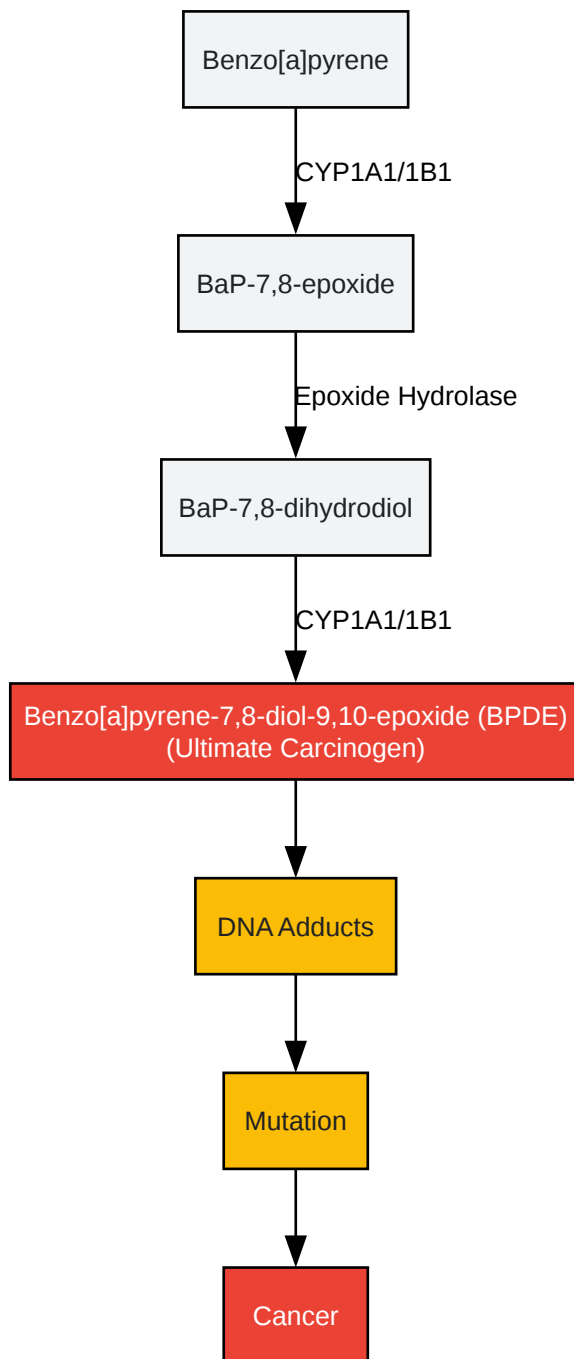 Benzo[a]pyrene
CYP1A1/1B1
BaP-7,8-epoxide
Epoxide Hydrolase
BaP-7,8-dihydrodiol
CYP1A1/1B1
Benzo[a]pyrene-7,8-diol-9,10-epoxide (BPDE)
(Ultimate Carcinogen)
DNA Adducts
Mutation
Cancer